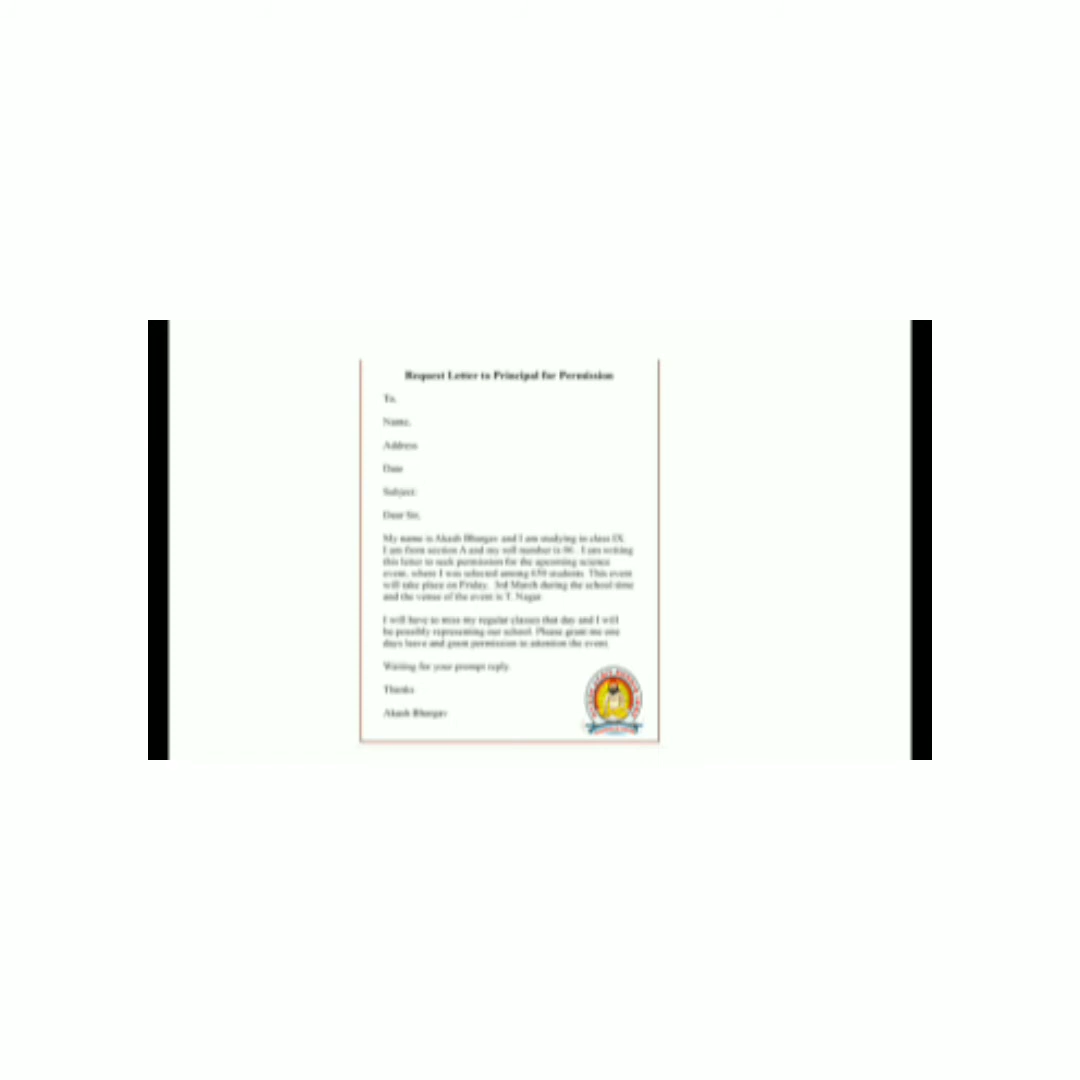 Request Letter to Principal for Permission
To,
Name,
Address
Date
Subject:
Dear Sir,
My name is Akash Bhargav and I am studying in class IX.
I am from section A and my roll number is I am writing
this letter to seek permission for the upcoming science
event, where I was selected among students. This event
will take place on Friday, 3rd March during the school time
and the venue of the event is T. Nagar
I will have to miss my regular classes that day and I will
be possibly representing our school. Please grant me one
days leave and grant permission to attention the event.
Waiting for your prompt reply.
Thanks
Akash Bhargav